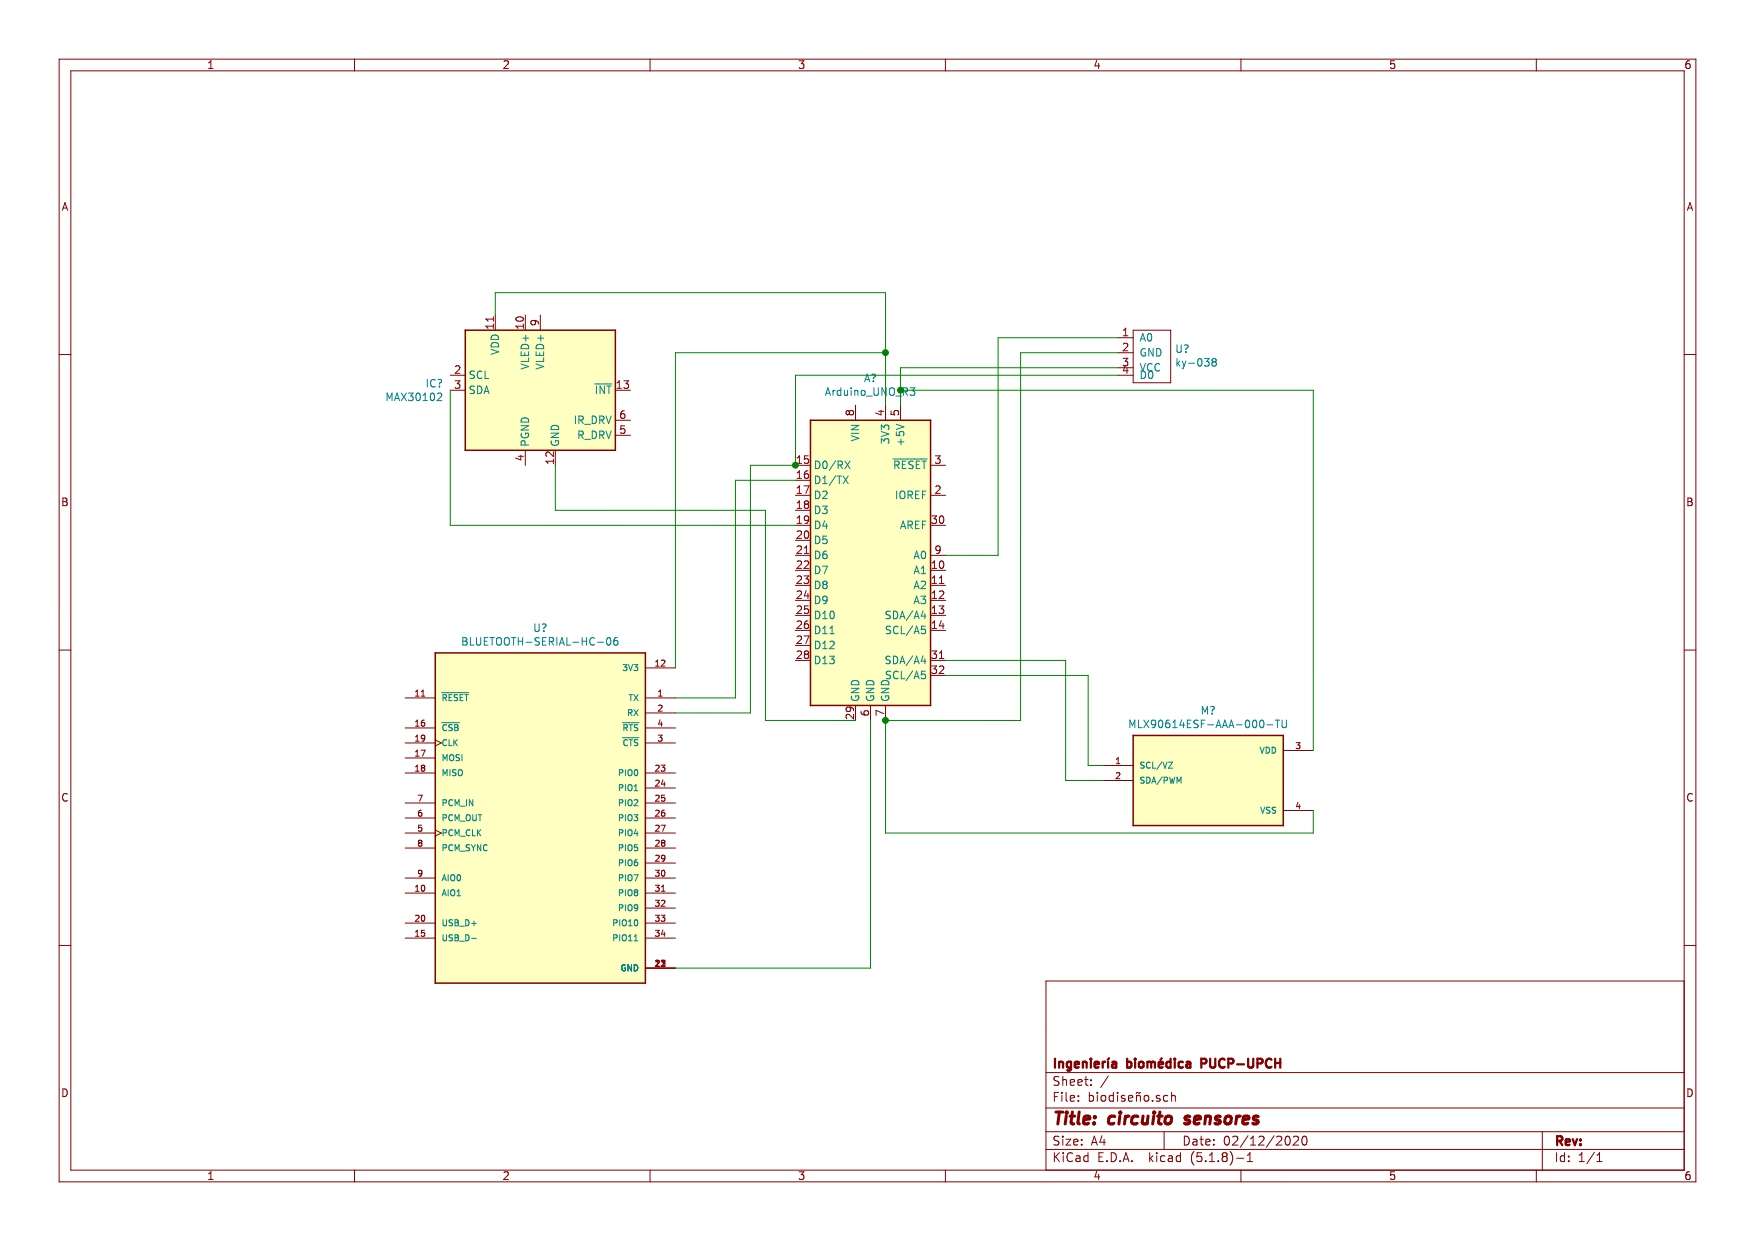 1 2 3 4 5 6
A A
B B
C C
D D
1 2 3 4 5 6
IC?
MAX30102
11 10 9
VDD VLED+ VLED+
2 SCL
3 SDA
INT 13
IR_DRV 6
R_DRV 5
PGND GND
4 12
A?
Arduino_UNO_R3
8 4 5
VIN 3V3 +5V
15 D0/RX
16 D1/TX
17 D2
18 D3
19 D4
20 D5
21 D6
22 D7
23 D8
24 D9
25 D10
26 D11
27 D12
28 D13
RESET 3
IOREF 2
AREF 30
A0 9
A1 10
A2 11
A3 12
SDA/A4 13
SCL/A5 14
SDA/A4 31
SCL/A5 32
GND GND GND
29 6 7
1 A0
2 GND
3 VCC
4 D0
U?
ky-038
U?
BLUETOOTH-SERIAL-HC-06
11 RESET
16 CSB
19 CLK
17 MOSI
18 MISO
7 PCM_IN
6 PCM_OUT
5 PCM_CLK
8 PCM_SYNC
9 AIO0
10 AIO1
20 USB_D+
15 USB_D-
3V3 12
TX 1
RX 2
RTS 4
CTS 3
PIO0 23
PIO1 24
PIO2 25
PIO3 26
PIO4 27
PIO5 28
PIO6 29
PIO7 30
PIO8 31
PIO9 32
PIO10 33
PIO11 34
GND
M?
MLX90614ESF-AAA-000-TU
1 SCL/VZ
2 SDA/PWM
VDD 3
VSS 4
Ingeniería biomédica PUCP-UPCH
Sheet: /
File: biodiseño.sch
Title: circuito sensores
Size: A4 Date: 02/12/2020 Rev:
KiCad E.D.A. kicad (5.1.8)-1 Id: 1/1